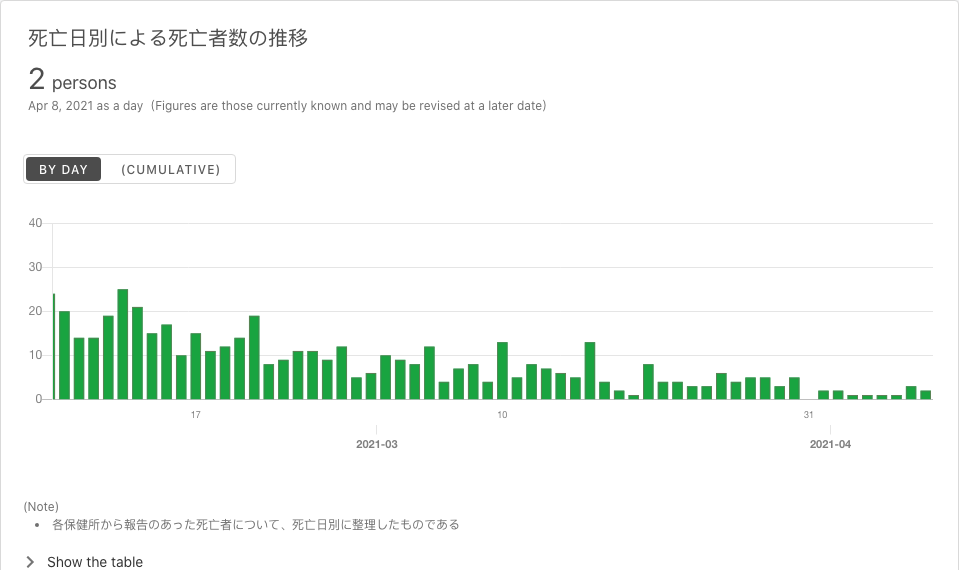 死亡日別による死亡者数の推移
2 persons
Apr 8, 2021 as a day (Figures are those currently known and may be revised at a later date)
BY DAY (CUMULATIVE)
40
30
20
10
0
17 10 31
2021-03 2021-04
(Note)
• 各保健所から報告のあった死亡者について、死亡日別に整理したものである
Show the table